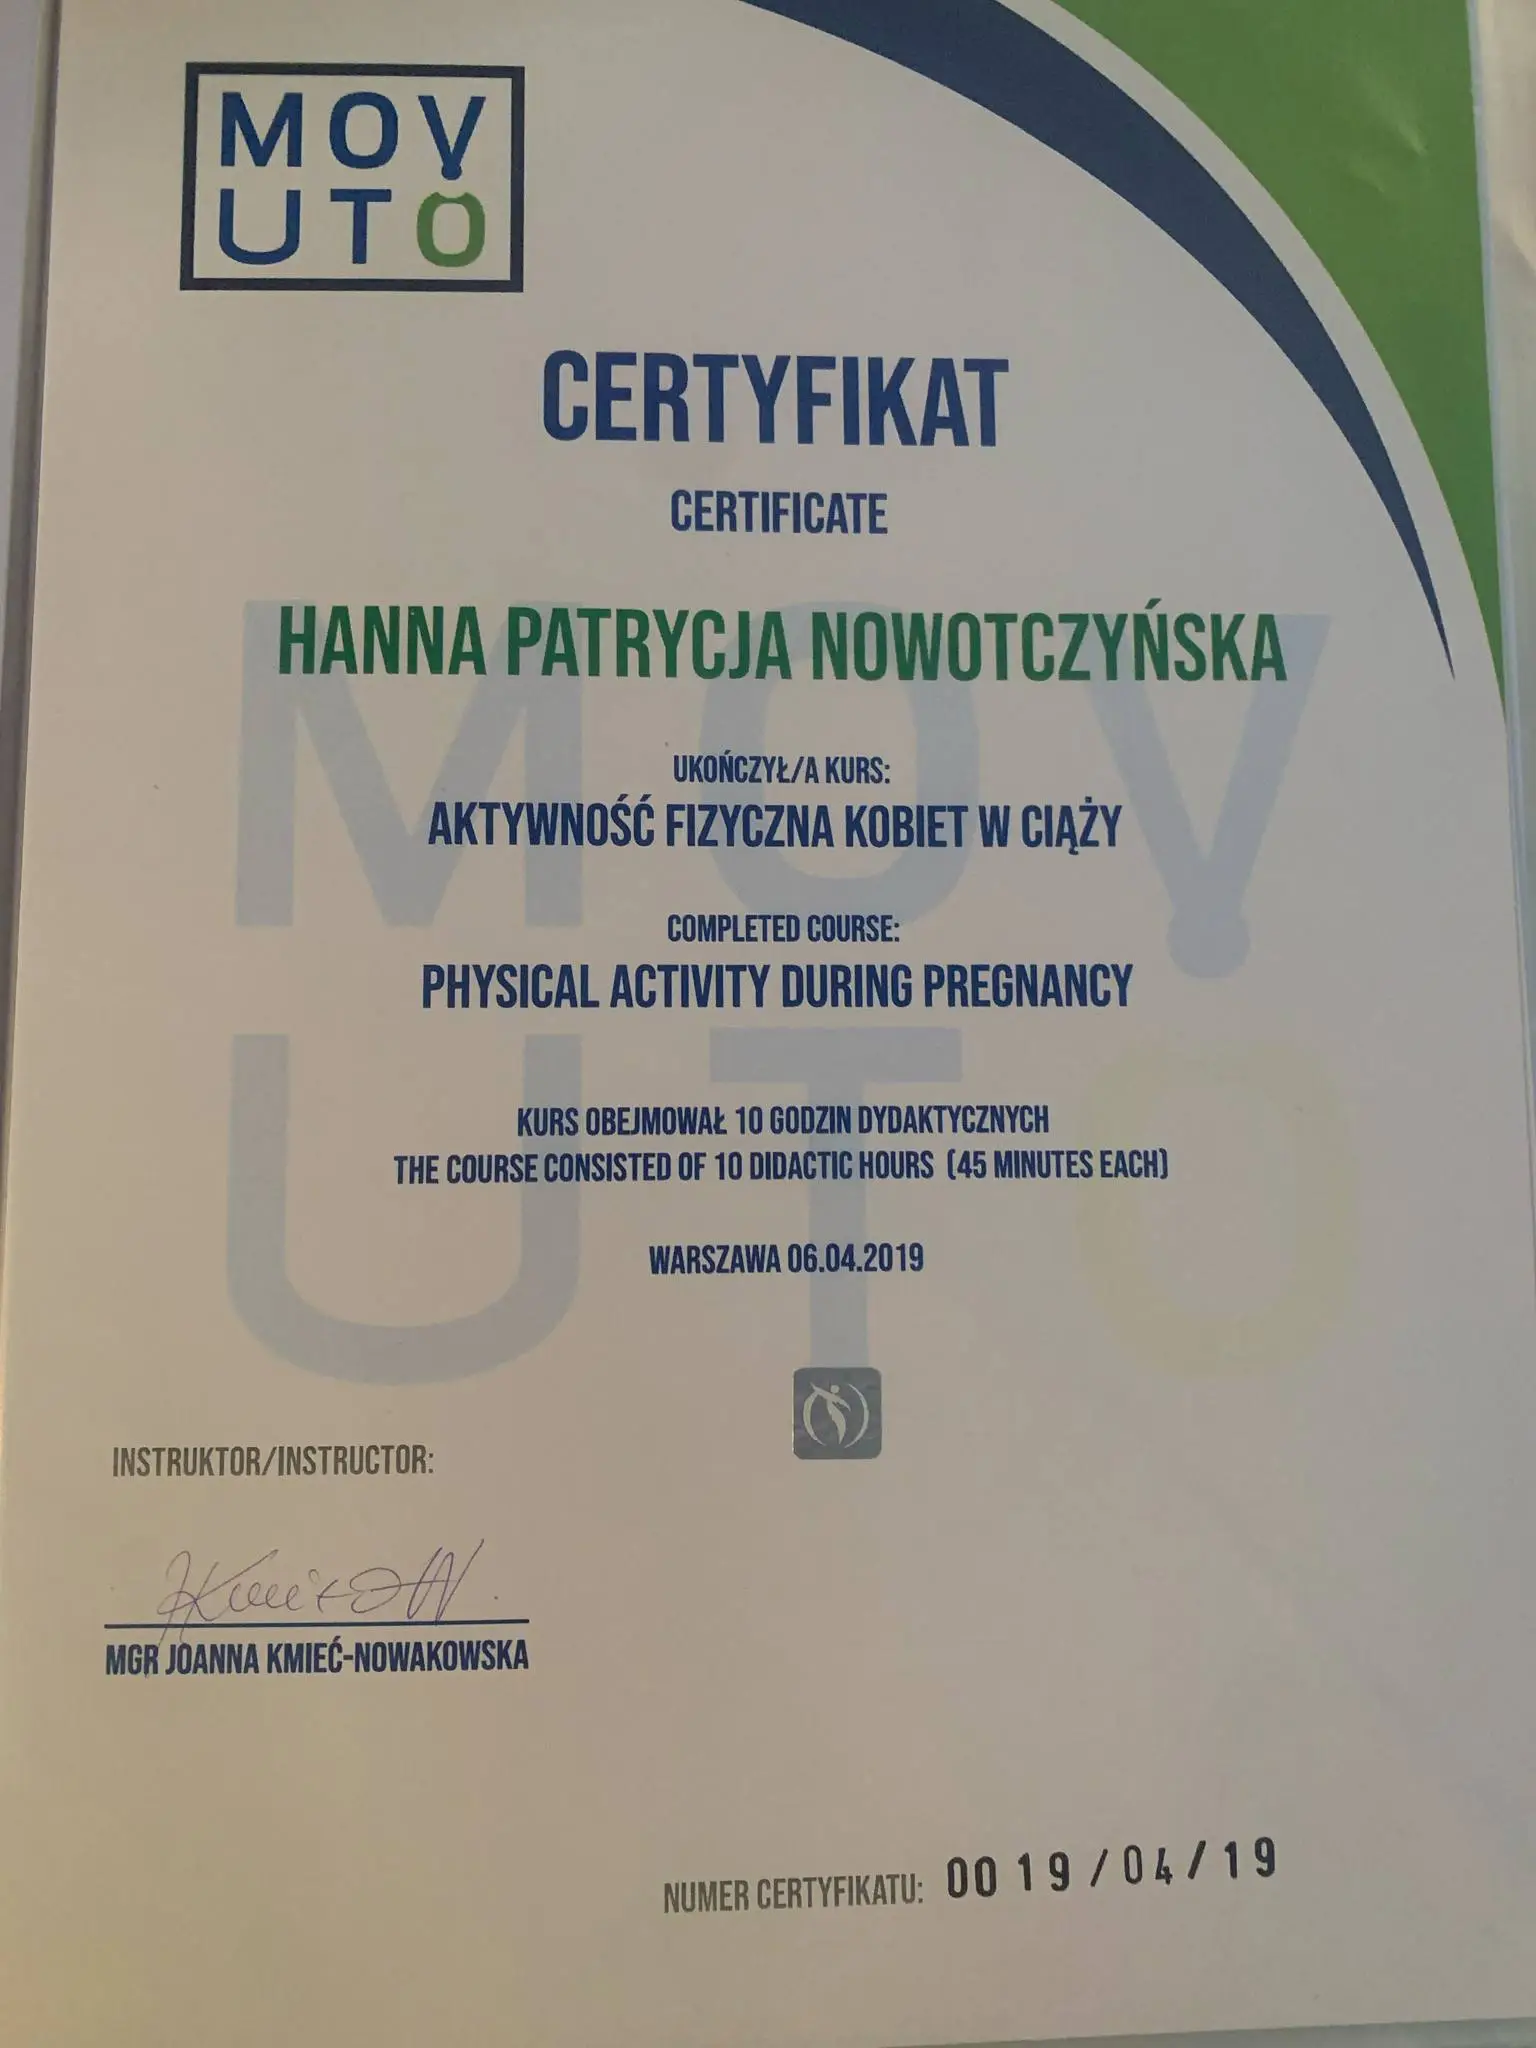 MOV
UTO
CERTYFIKAT
CERTIFICATE
HANNA PATRYCJA NOWOTCZYŃSKA
UKOŃCZYŁ/A KURS:
AKTYWNOŚĆ FIZYCZNA KOBIET W CIĄŻY
COMPLETED COURSE:
PHYSICAL ACTIVITY DURING PREGNANCY
KURS OBEJMOWAŁ 10 GODZIN DYDAKTYCZNYCH
THE COURSE CONSISTED OF 10 DIDACTIC HOURS (45 MINUTES EACH)
WARSZAWA 06.04.2019
INSTRUKTOR/INSTRUCTOR:
MGR JOANNA KMIEĆ-NOWAKOWSKA
NUMER CERTYFIKATU: 0019/04/19